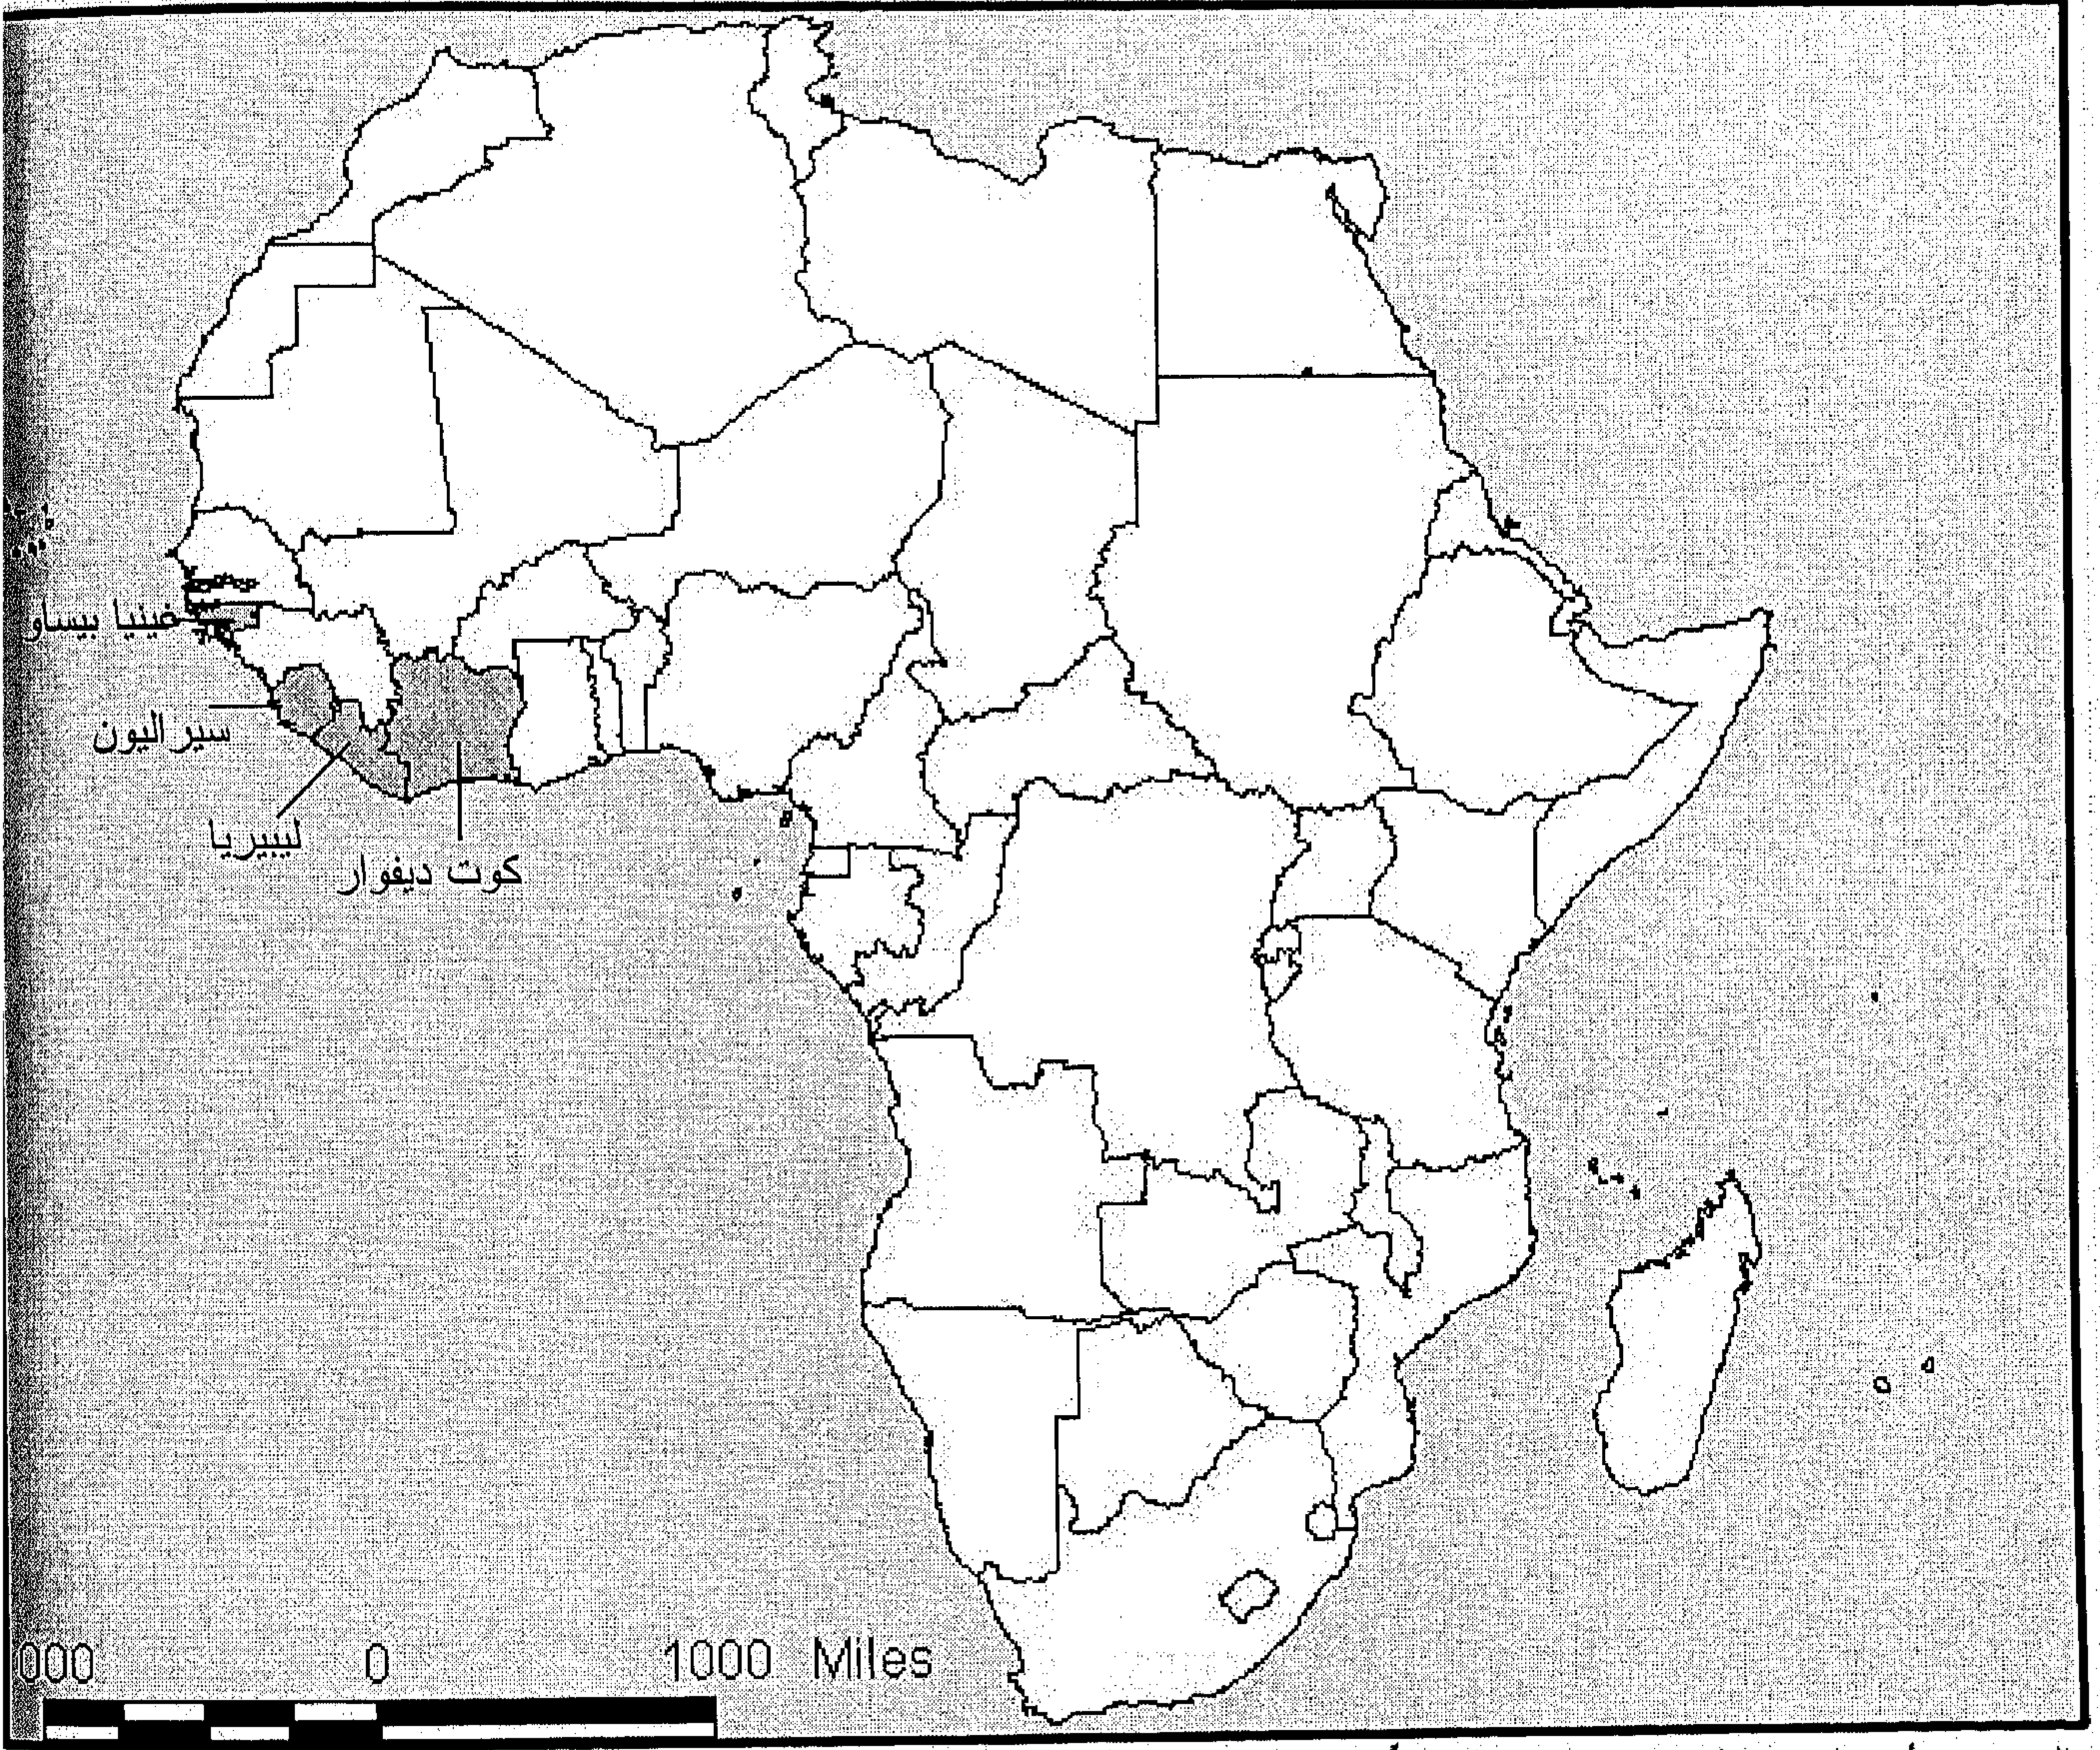 غينيا بيساو
سيراليون
ليبيريا
كوت ديفوار
000 0 1000 Miles